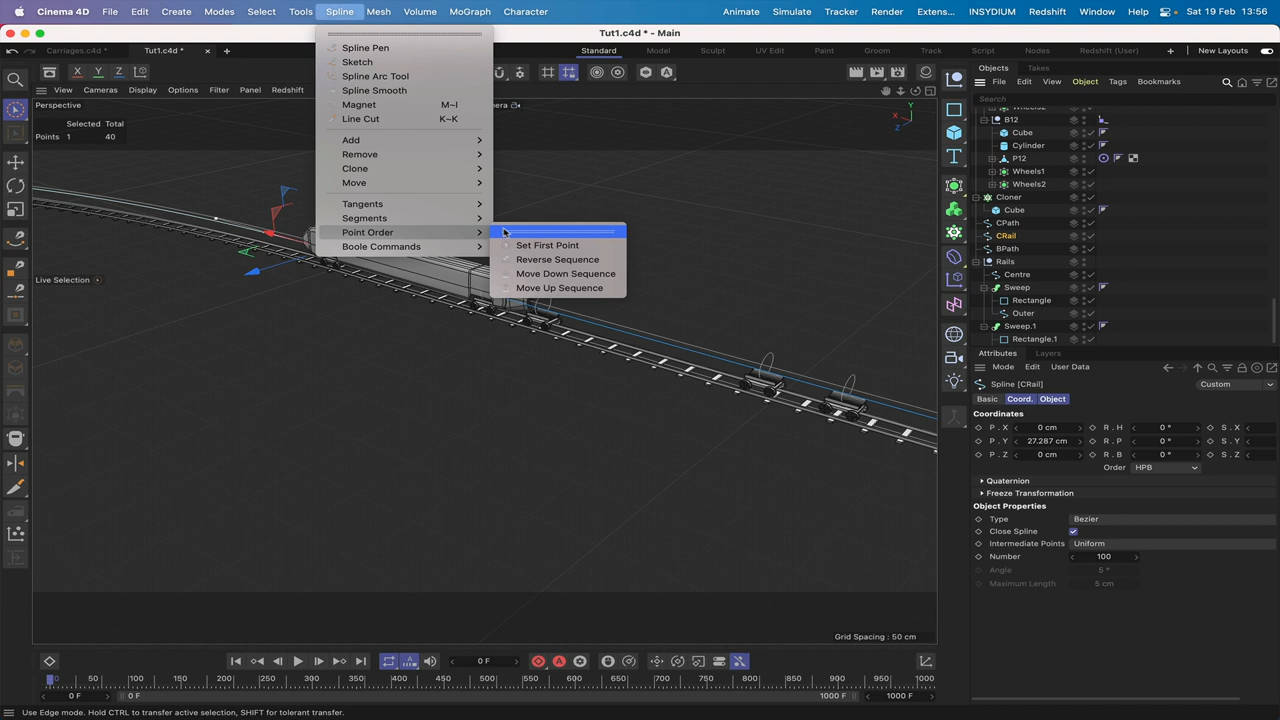 Cinema 4D File Edit Create Modes Select Tools Spline Mesh Volume MoGraph Character Animate Simulate Tracker Render Extens... INSYDIUM Redshift Window Help Sat 19 Feb 13:56
Tut1.c4d * - Main
Carriages.c4d * Tut1.c4d * Standard Model Sculpt UV Edit Paint Groom Track Script Nodes Redshift (User) New Layouts
Spline Pen
Sketch
Spline Arc Tool
Spline Smooth
Magnet M~I
Line Cut K~K
Add
Remove
Clone
Move
Tangents
Segments
Point Order
Boole Commands
Set First Point
Reverse Sequence
Move Down Sequence
Move Up Sequence
X Y Z
View Cameras Display Options Filter Panel Redshift
Perspective
Selected Total
Points 1 40
Live Selection
Y
X
Z
Grid Spacing : 50 cm
Objects Takes
File Edit View Object Tags Bookmarks
Search
Wheels2
B12
Cube
Cylinder
P12
Wheels1
Wheels2
Cloner
Cube
CPath
CRail
BPath
Rails
Centre
Sweep
Rectangle
Outer
Sweep.1
Rectangle.1
Attributes Layers
Mode Edit User Data
Spline [CRail] Custom
Basic Coord. Object
Coordinates
P . X 0 cm R . H 0 ° S . X
P . Y 27.287 cm R . P 0 ° S . Y
P . Z 0 cm R . B 0 ° S . Z
Order HPB
Quaternion
Freeze Transformation
Object Properties
Type Bezier
Close Spline
Intermediate Points Uniform
Number 100
Angle 5 °
Maximum Length 5 cm
0 F
50 100 150 200 250 300 350 400 450 500 550 600 650 700 750 800 850 900 950 1000
0 F 0 F 1000 F 1000 F
Use Edge mode. Hold CTRL to transfer active selection, SHIFT for tolerant transfer.